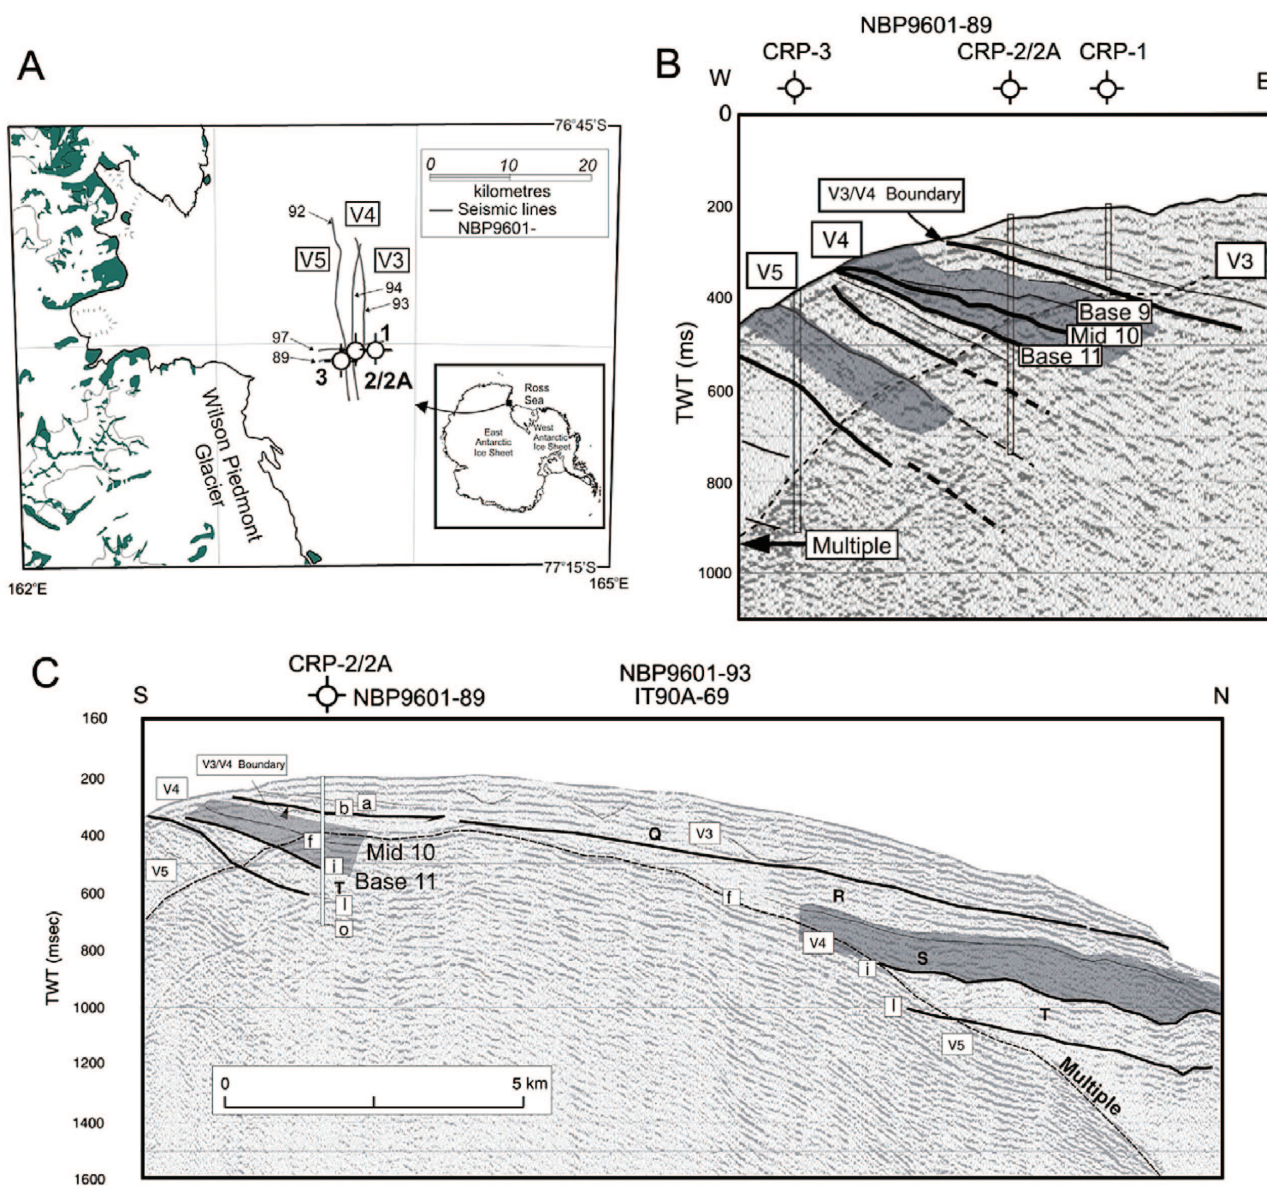 A
76°45'S
0 10 20
kilometres
Seismic lines
NBP9601-
92
V4
V5
V3
94
93
97
89
1
3
2/2A
Wilson Piedmont
Glacier
Ross
Sea
East
Antarctic
Ice Sheet
West
Antarctic
Ice Sheet
77°15'S
162°E
165°E
B
NBP9601-89
CRP-3
CRP-2/2A
CRP-1
W
E
0
200
400
600
800
1000
TWT (ms)
V3/V4 Boundary
V4
V5
V3
Base 9
Mid 10
Base 11
Multiple
C
CRP-2/2A
NBP9601-89
NBP9601-93
IT90A-69
S
N
160
200
400
600
800
1000
1200
1400
1600
TWT (msec)
V3/V4 Boundary
V4
b
a
f
Mid 10
i
Base 11
V5
T
l
o
Q
V3
R
f
V4
S
i
l
T
V5
Multiple
0 5 km